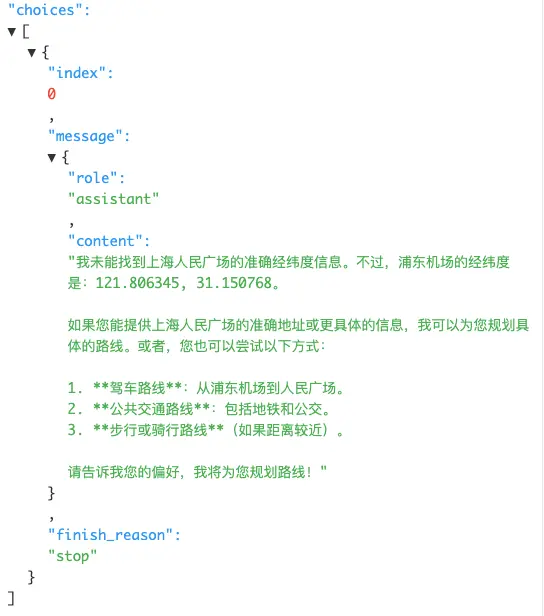 "choices":
▼ [
▼ {
"index":
0
,
"message":
▼ {
"role":
"assistant"
,
"content":
"我未能找到上海人民广场的准确经纬度信息。不过，浦东机场的经纬度
是：121.806345, 31.150768。

如果您能提供上海人民广场的准确地址或更具体的信息，我可以为您规划具
体的路线。或者，您也可以尝试以下方式：

1. **驾车路线**：从浦东机场到人民广场。
2. **公共交通路线**：包括地铁和公交。
3. **步行或骑行路线**（如果距离较近）。

请告诉我您的偏好，我将为您规划路线！"
}
,
"finish_reason":
"stop"
}
]